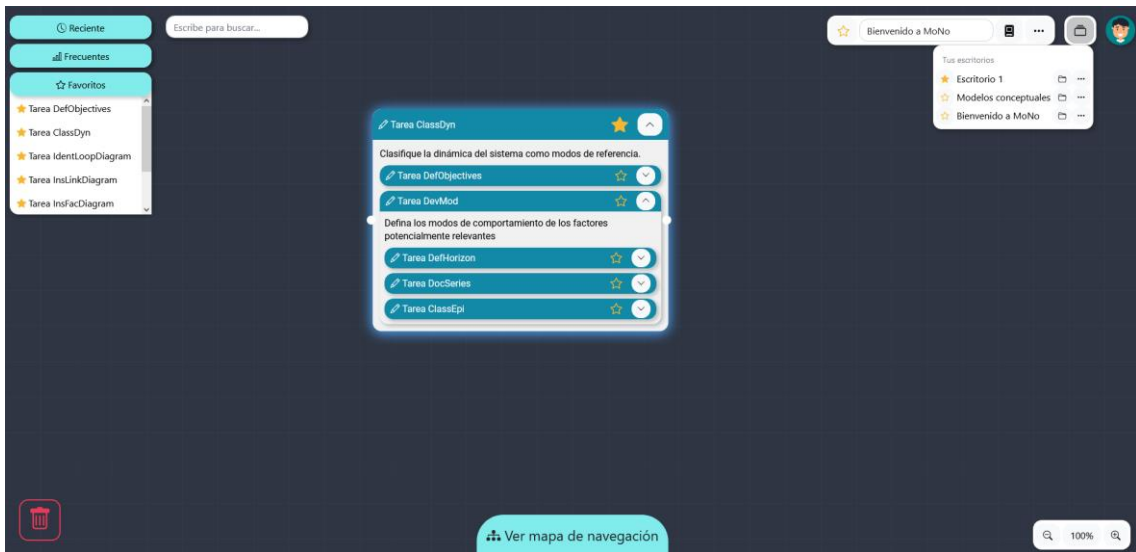 Reciente
Escribe para buscar...
Bienvenido a MoNo
Frecuentes
Favoritos
Tarea DefObjectives
Tarea ClassDyn
Tarea IdentLoopDiagram
Tarea InsLinkDiagram
Tarea InsFacDiagram
Tus escritorios
Escritorio 1
Modelos conceptuales
Bienvenido a MoNo
Tarea ClassDyn
Clasifique la dinámica del sistema como modos de referencia.
Tarea DefObjectives
Tarea DevMod
Defina los modos de comportamiento de los factores
potencialmente relevantes
Tarea DefHorizon
Tarea DocSeries
Tarea ClassEpi
Ver mapa de navegación
100%